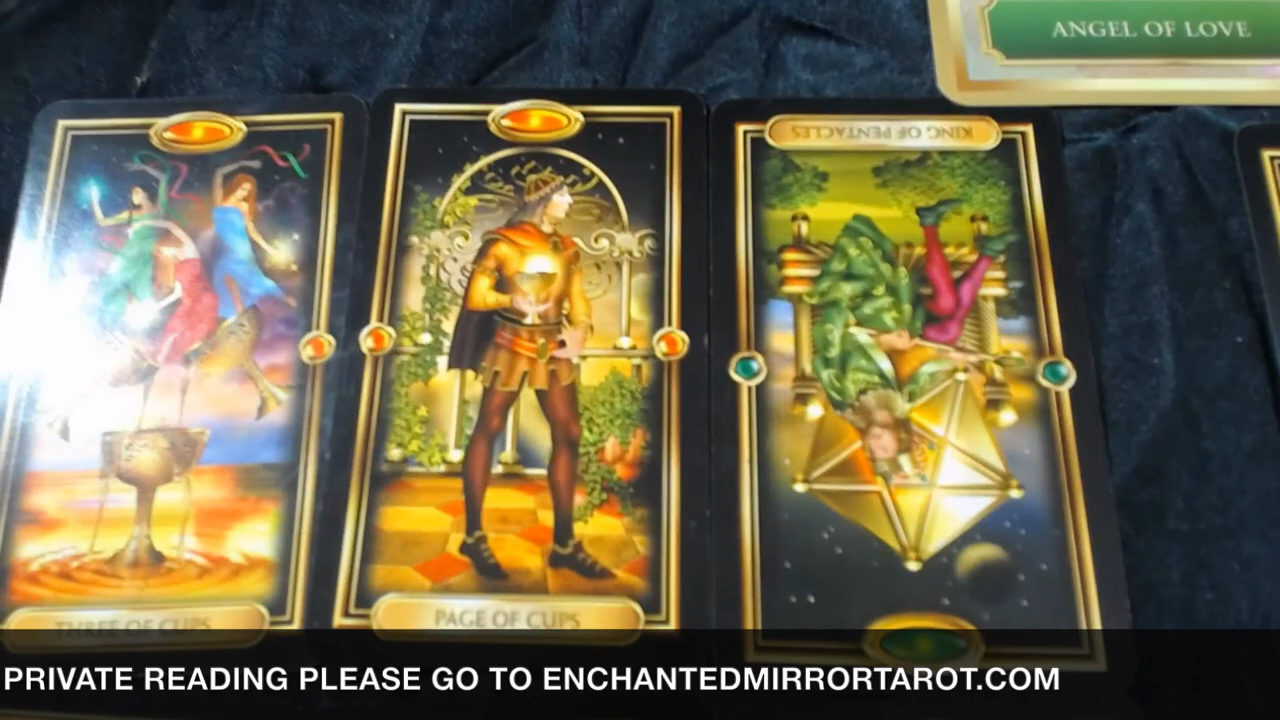 ANGEL OF LOVE
KING OF PENTACLES
THREE OF CUPS
PAGE OF CUPS
PRIVATE READING PLEASE GO TO ENCHANTEDMIRRORTAROT.COM